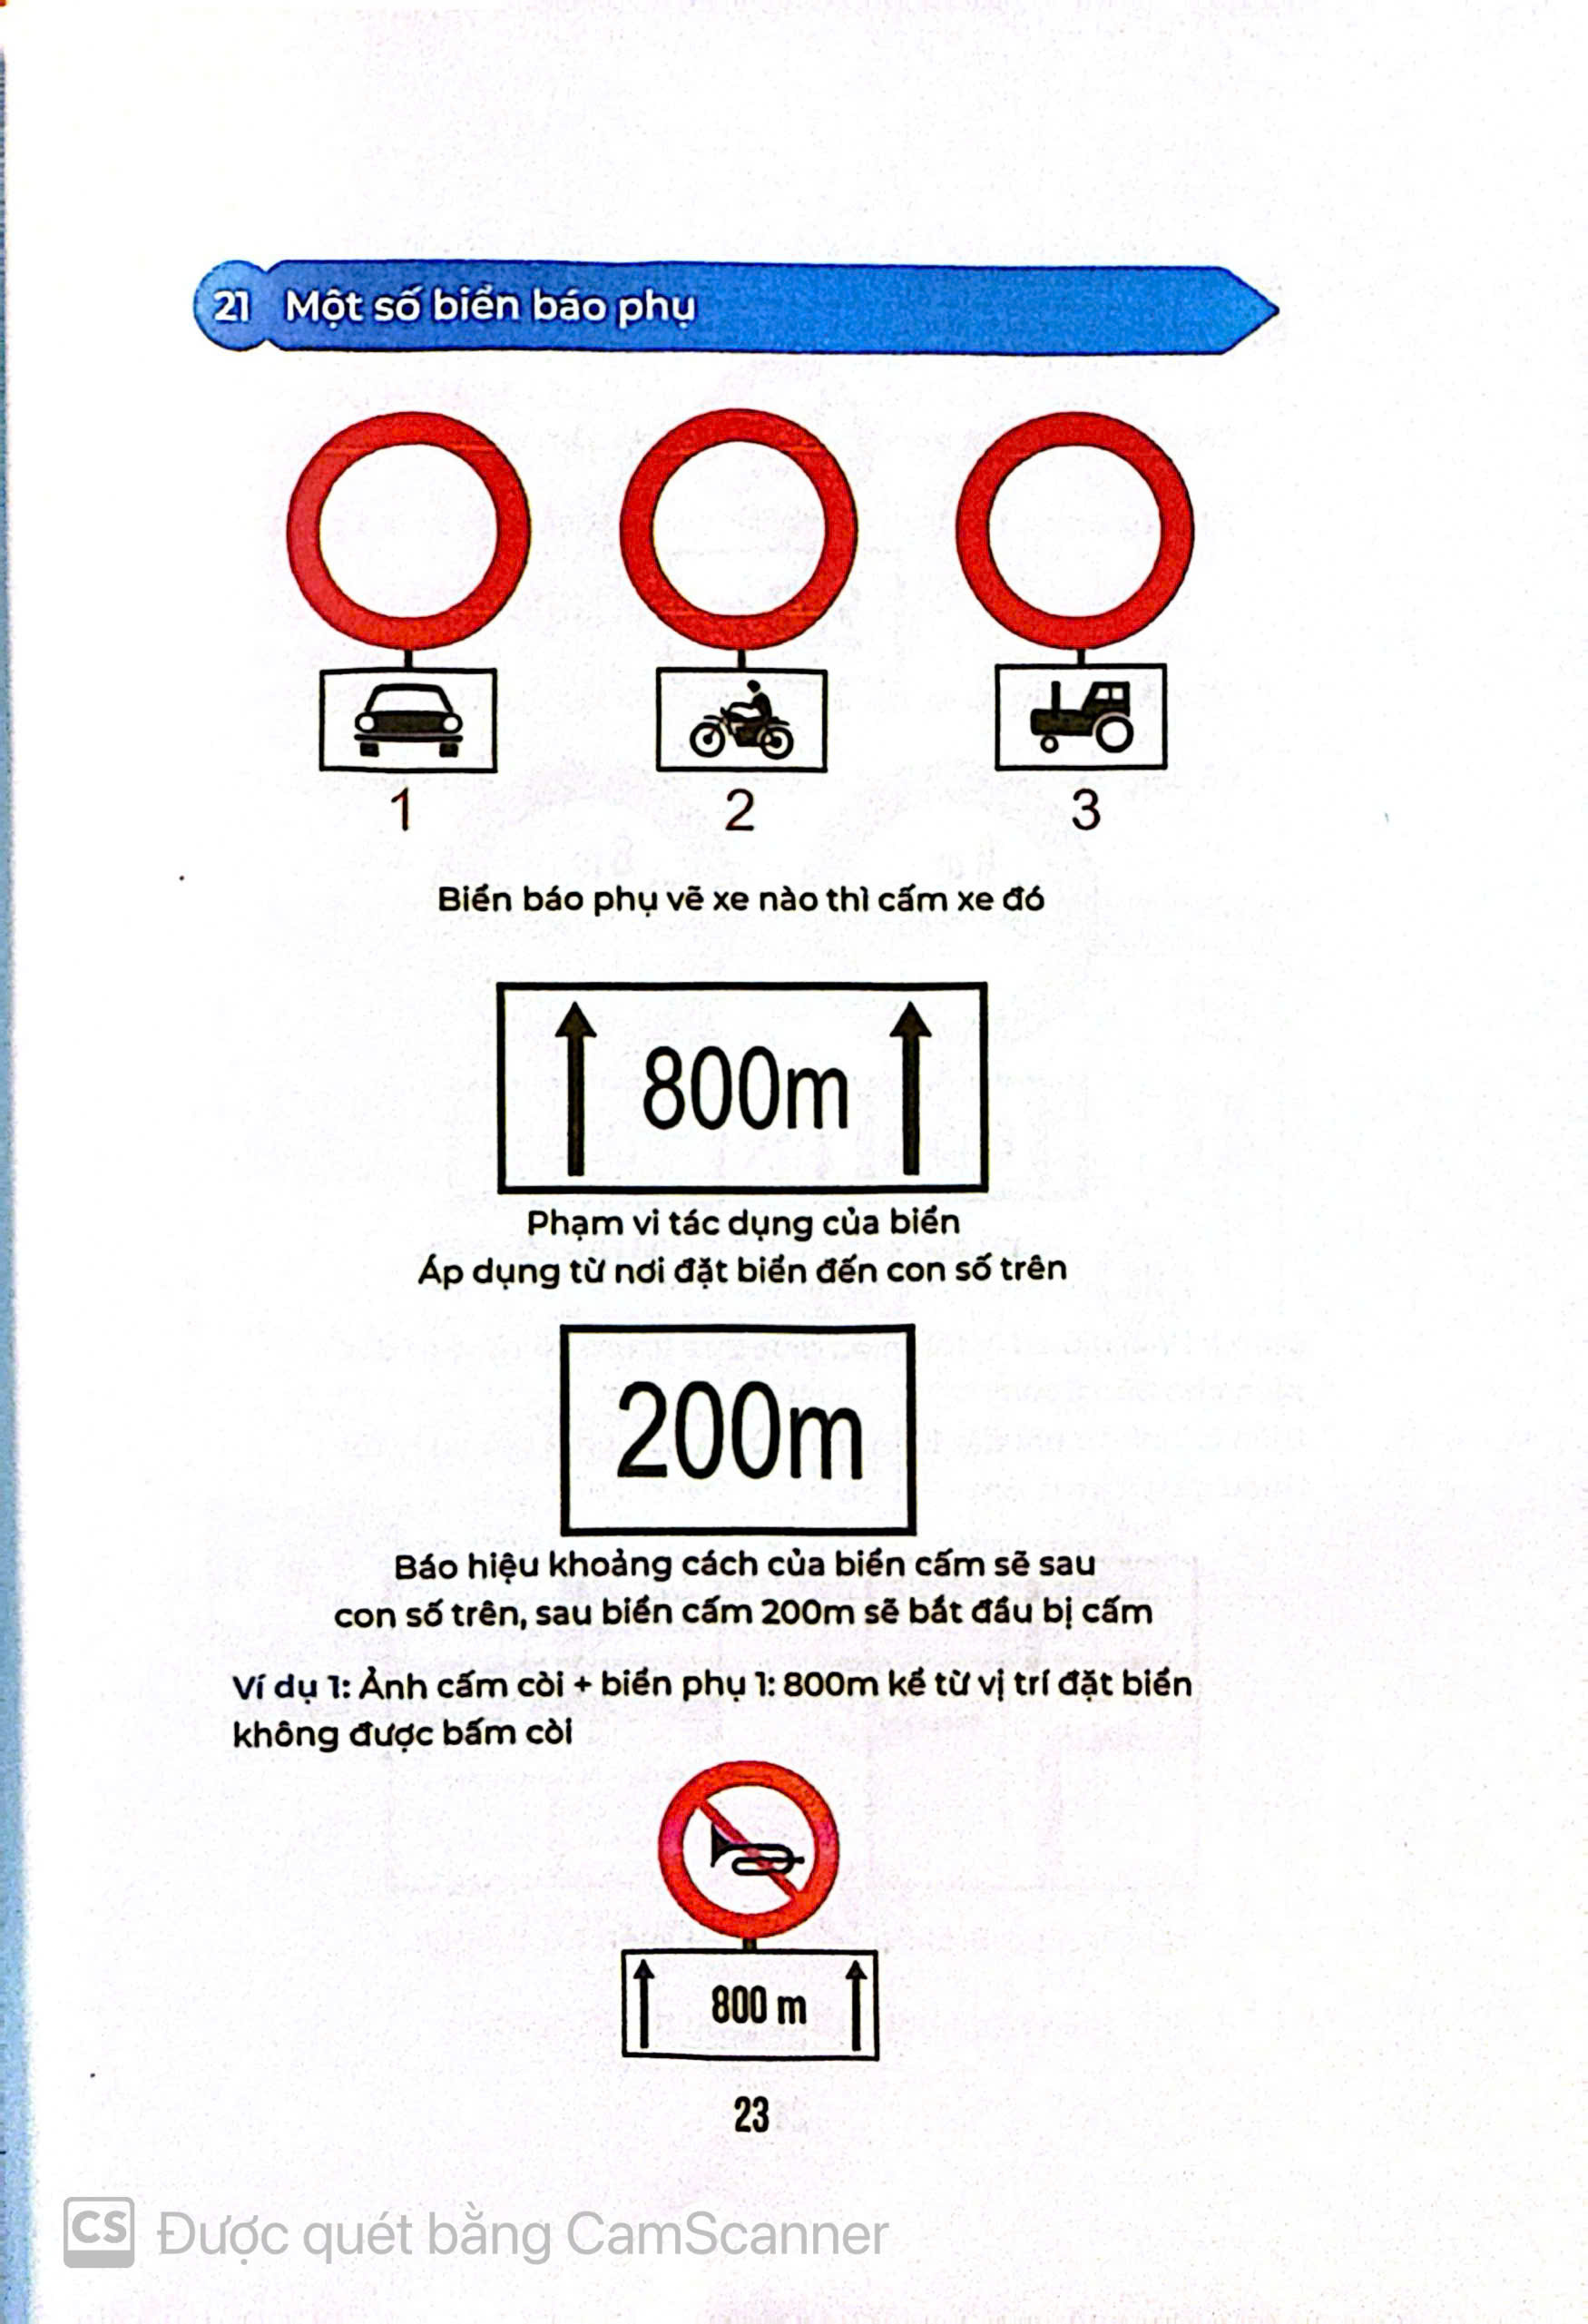 21 Một số biển báo phụ
1 2 3
Biển báo phụ vẽ xe nào thì cấm xe đó
800m
Phạm vi tác dụng của biển
Áp dụng từ nơi đặt biển đến con số trên
200m
Báo hiệu khoảng cách của biển cấm sẽ sau
con số trên, sau biển cấm 200m sẽ bắt đầu bị cấm
Ví dụ 1: Ảnh cấm còi + biển phụ 1: 800m kể từ vị trí đặt biển
không được bấm còi
800 m
23
CS Được quét bằng CamScanner